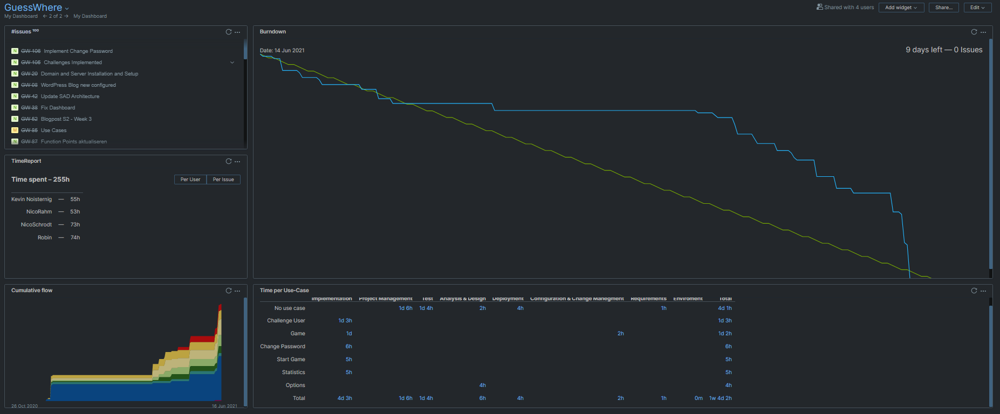 GuessWhere
My Dashboard ← 2 of 2 → My Dashboard
Shared with 4 users
Add widget
Share...
Edit
#issues 100
N GW-106 Implement Change Password
N GW-105 Challenges Implemented
N GW-20 Domain and Server Installation and Setup
N GW-08 WordPress Blog new configured
N GW-42 Update SAD Architecture
N GW-38 Fix Dashboard
N GW-52 Blogpost S2 - Week 3
M GW-85 Use Cases
N GW-87 Function Points aktualiseren
Burndown
Date: 14 Jun 2021
9 days left — 0 Issues
TimeReport
Time spent – 255h
Per User
Per Issue
Kevin Noisternig — 55h
NicoRahm — 53h
NicoSchrodt — 73h
Robin — 74h
Cumulative flow
26 Oct 2020
16 Jun 2021
Time per Use-Case
Implementation Project Management Test Analysis & Design Deployment Configuration & Change Managment Requirements Enviroment Total
No use case 1d 6h 1d 4h 2h 4h 1h 4d 1h
Challenge User 1d 3h 1d 3h
Game 1d 2h 1d 2h
Change Password 6h 6h
Start Game 5h 5h
Statistics 5h 5h
Options 4h 4h
Total 4d 3h 1d 6h 1d 4h 6h 4h 2h 1h 0m 1w 4d 2h